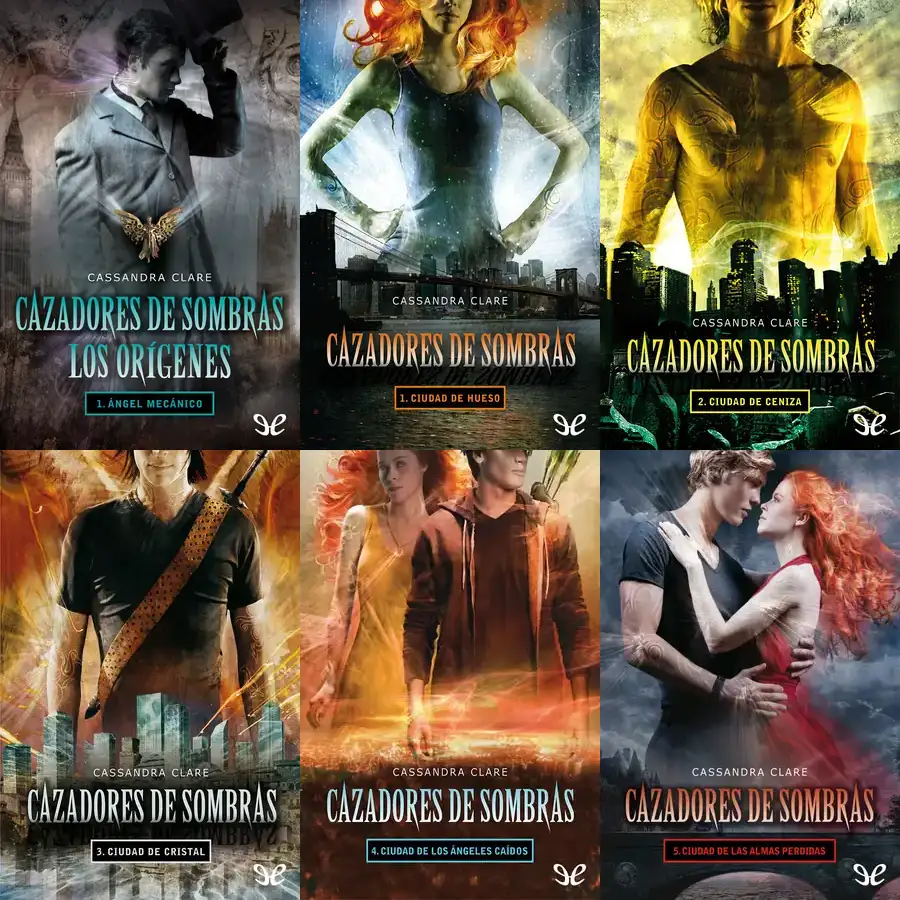 CASSANDRA CLARE
CAZADORES DE SOMBRAS
LOS ORÍGENES
1. ÁNGEL MECÁNICO
CASSANDRA CLARE
CAZADORES DE SOMBRAS
1. CIUDAD DE HUESO
CASSANDRA CLARE
CAZADORES DE SOMBRAS
2. CIUDAD DE CENIZA
CASSANDRA CLARE
CAZADORES DE SOMBRAS
3. CIUDAD DE CRISTAL
CASSANDRA CLARE
CAZADORES DE SOMBRAS
4. CIUDAD DE LOS ÁNGELES CAÍDOS
CASSANDRA CLARE
CAZADORES DE SOMBRAS
5. CIUDAD DE LAS ALMAS PERDIDAS